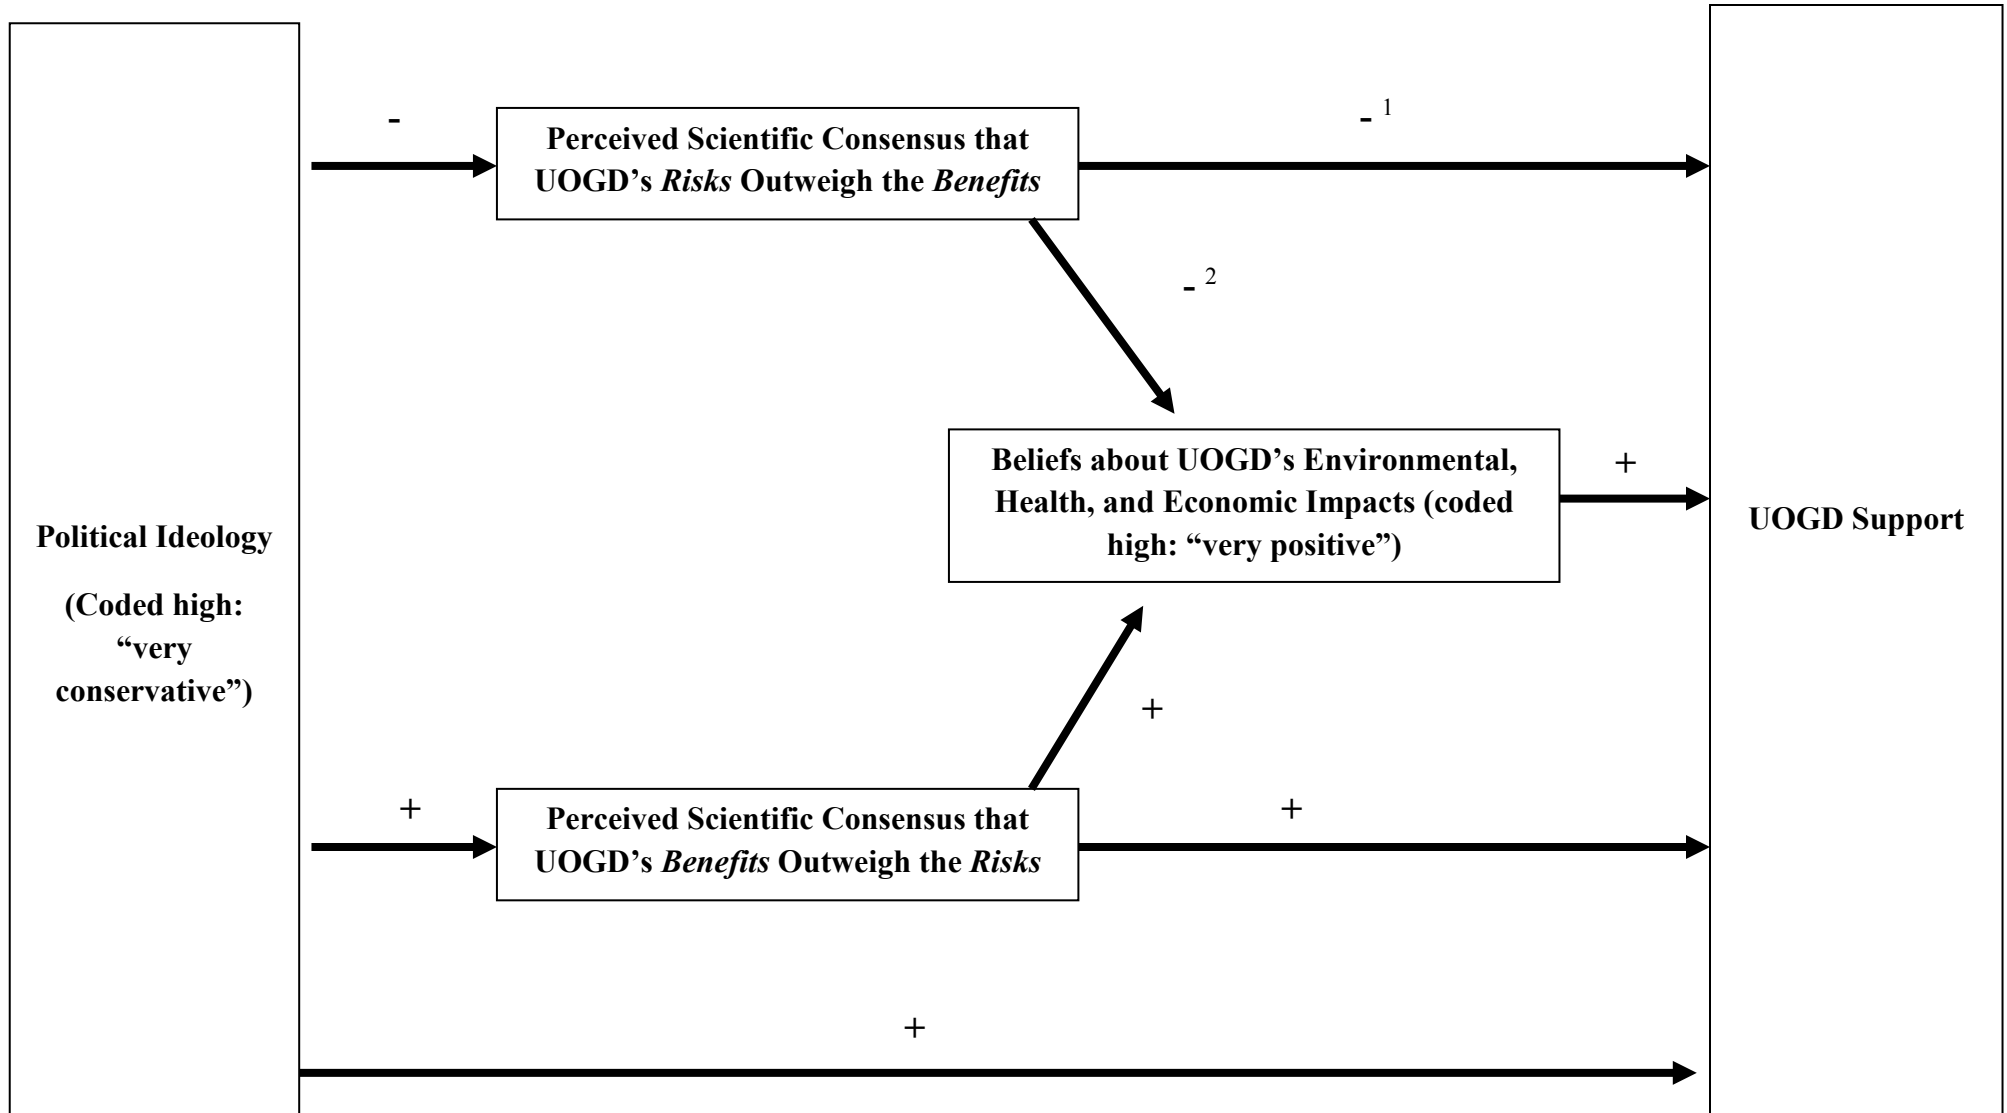 Political Ideology
(Coded high:
“very
conservative”)
-
Perceived Scientific Consensus that
UOGD’s Risks Outweigh the Benefits
- 1
- 2
Beliefs about UOGD’s Environmental,
Health, and Economic Impacts (coded
high: “very positive”)
+
+
+
Perceived Scientific Consensus that
UOGD’s Benefits Outweigh the Risks
+
+
UOGD Support